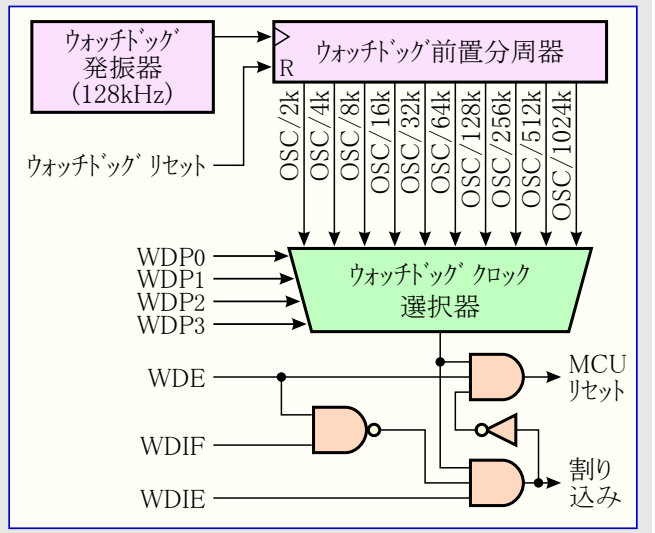 ウォッチドッグ
発振器
(128kHz)
ウォッチドッグ前置分周器
R
ウォッチドッグ リセット
OSC/2k
OSC/4k
OSC/8k
OSC/16k
OSC/32k
OSC/64k
OSC/128k
OSC/256k
OSC/512k
OSC/1024k
WDP0
WDP1
WDP2
WDP3
ウォッチドッグ クロック
選択器
WDE
WDIF
WDIE
MCU
リセット
割り
込み